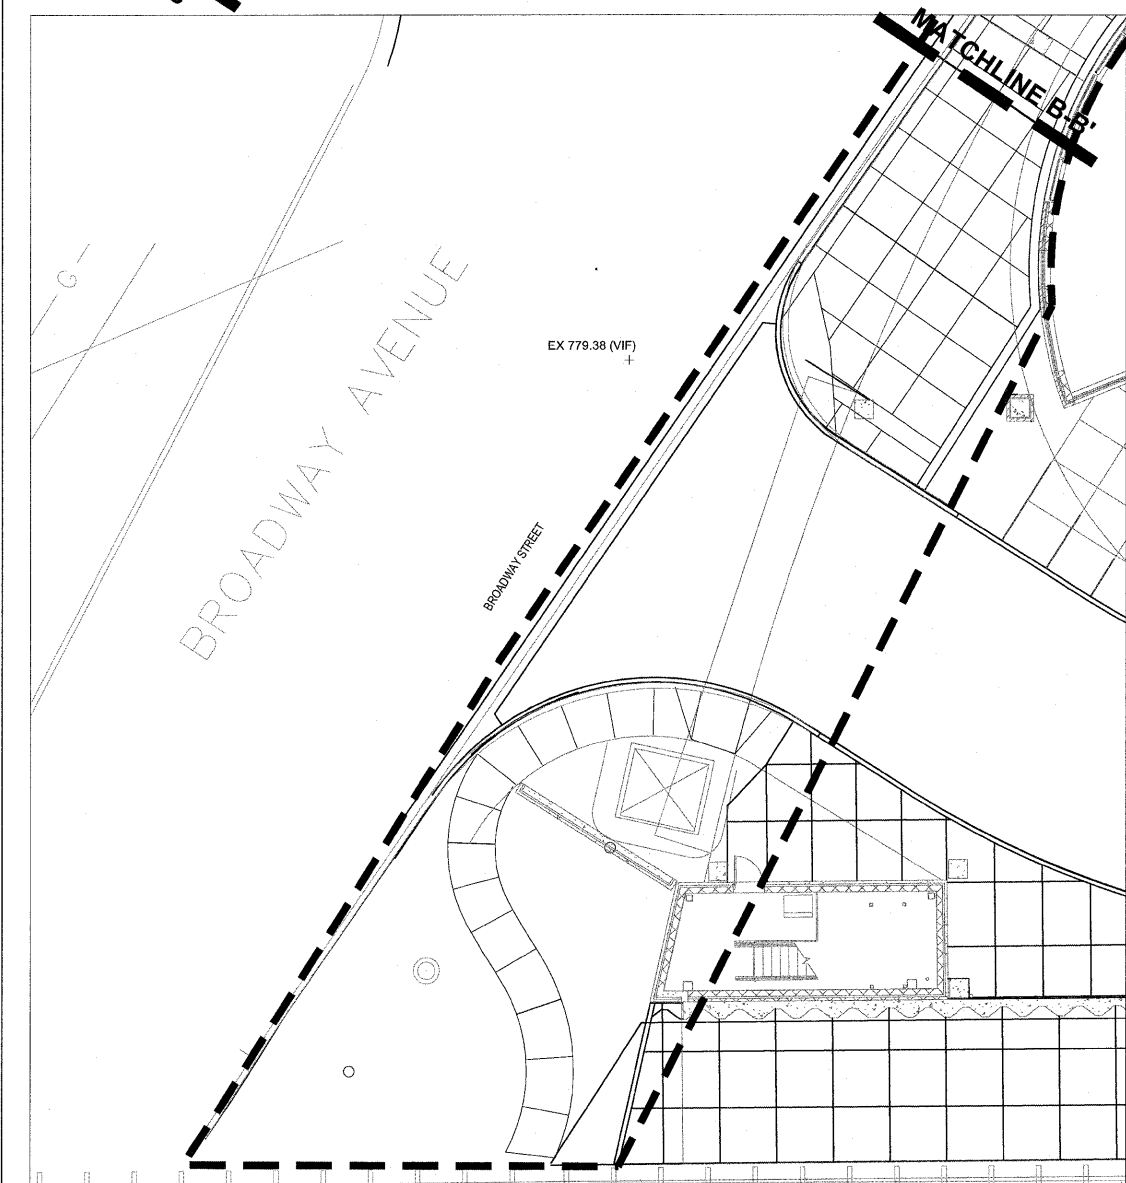 MATCHLINE B-B'
G
EX 779.38 (VIF)
BROADWAY AVENUE
BROADWAY STREET